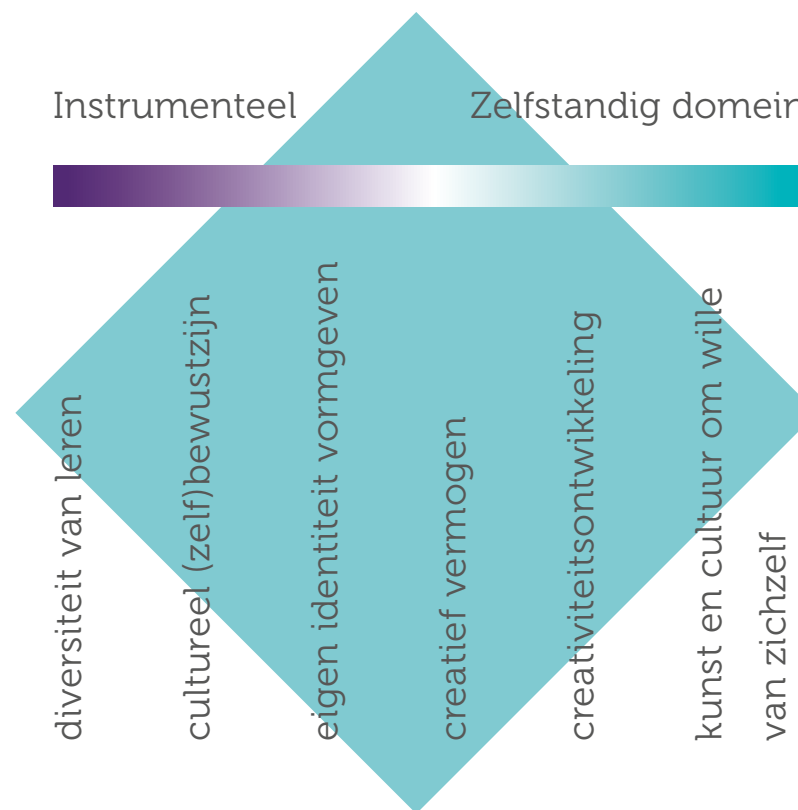 Instrumenteel
Zelfstandig domein
diversiteit van leren
cultureel (zelf)bewustzijn
eigen identiteit vormgeven
creatief vermogen
creativiteitsontwikkeling
kunst en cultuur om wille
van zichzelf